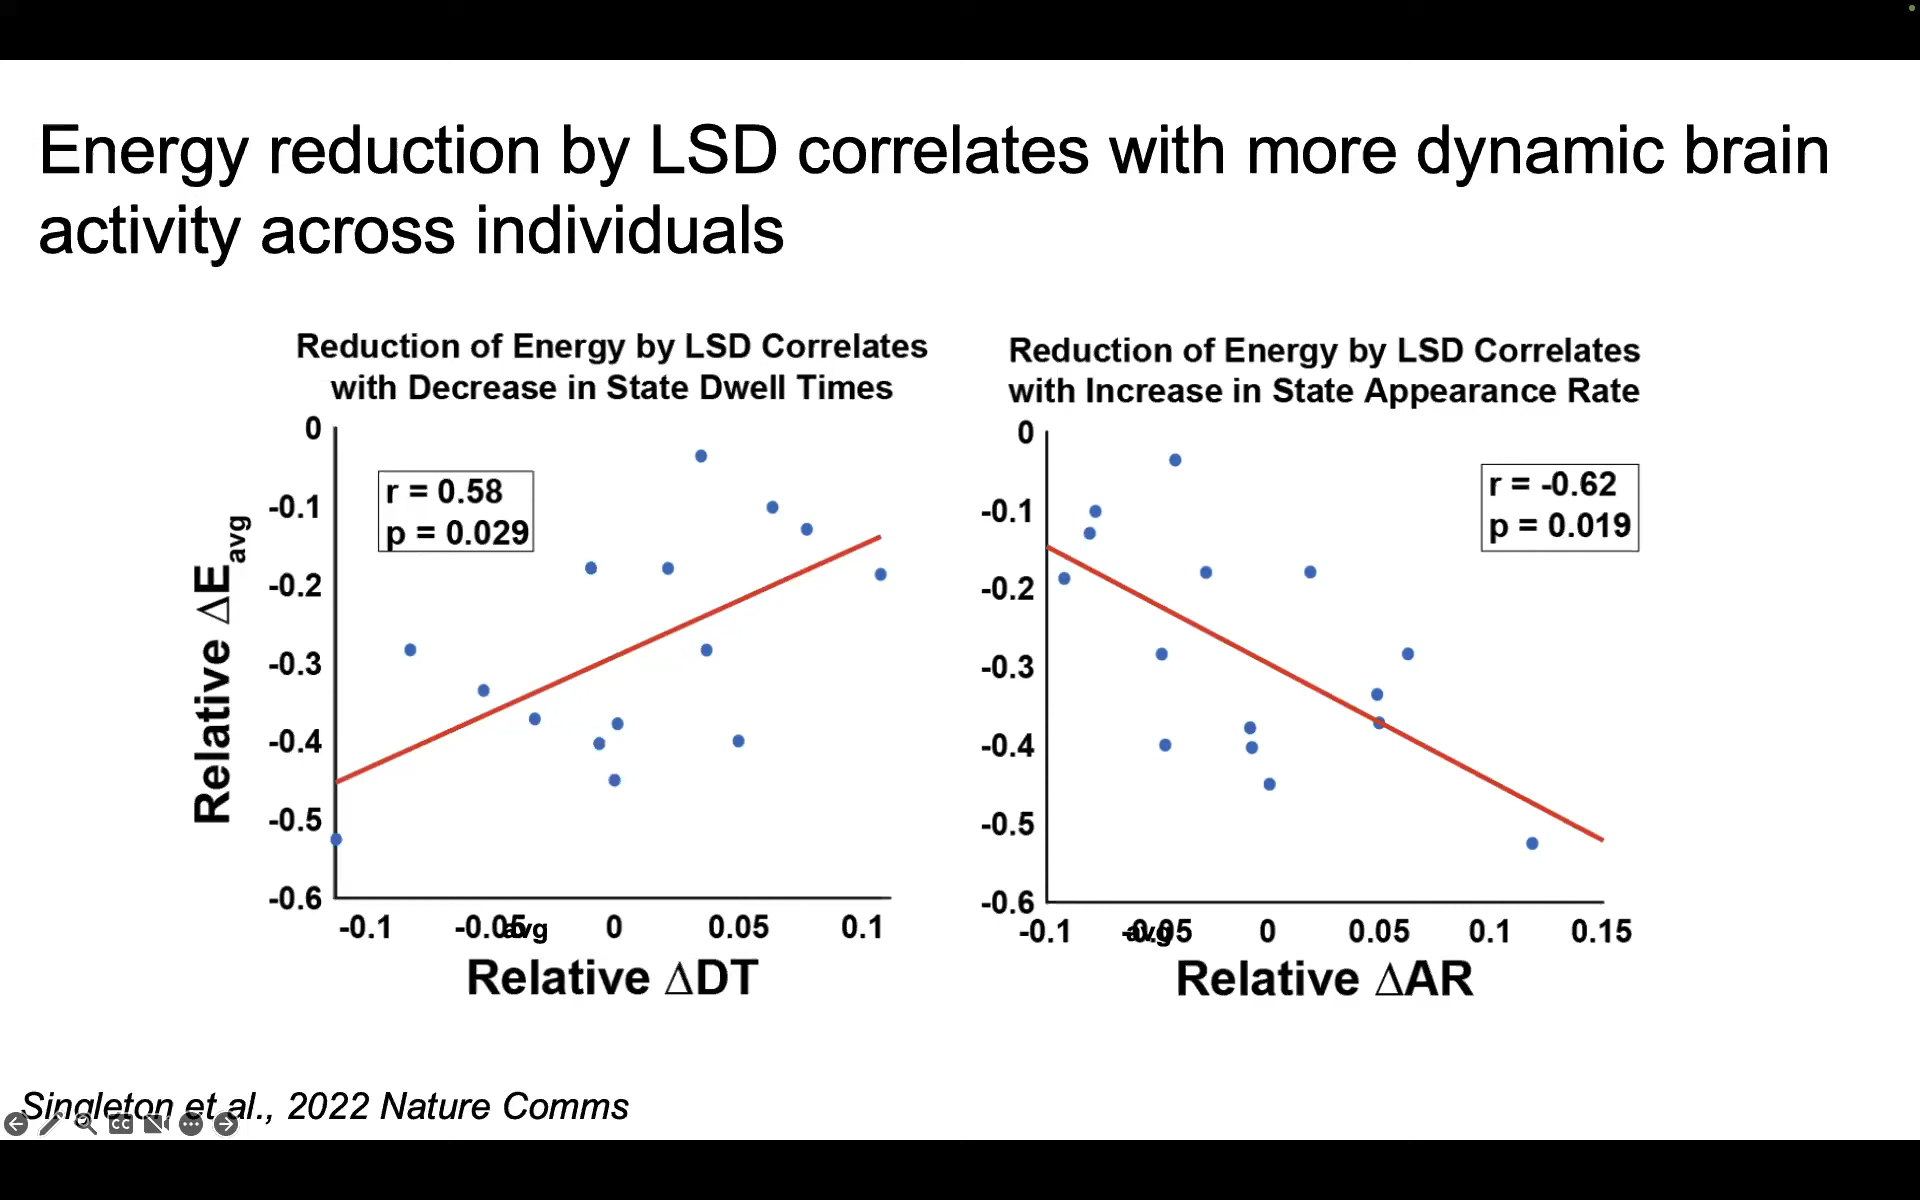 Energy reduction by LSD correlates with more dynamic brain
activity across individuals
Reduction of Energy by LSD Correlates
with Decrease in State Dwell Times
0
-0.1
-0.2
-0.3
-0.4
-0.5
-0.6
r = 0.58
p = 0.029
Relative ΔEavg
-0.1 -0.05 0 0.05 0.1
avg
Relative ΔDT
Reduction of Energy by LSD Correlates
with Increase in State Appearance Rate
0
-0.1
-0.2
-0.3
-0.4
-0.5
-0.6
r = -0.62
p = 0.019
-0.1 -0.05 0 0.05 0.1 0.15
avg
Relative ΔAR
Singleton et al., 2022 Nature Comms
CC